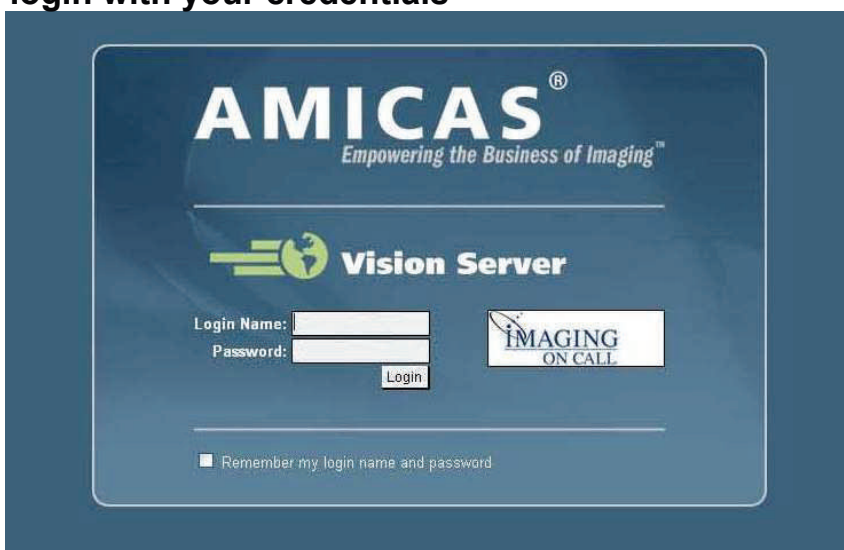 login with your credentials
AMICAS®
Empowering the Business of Imaging™
Vision Server
Login Name:
Password:
IMAGING
ON CALL
Login
Remember my login name and password